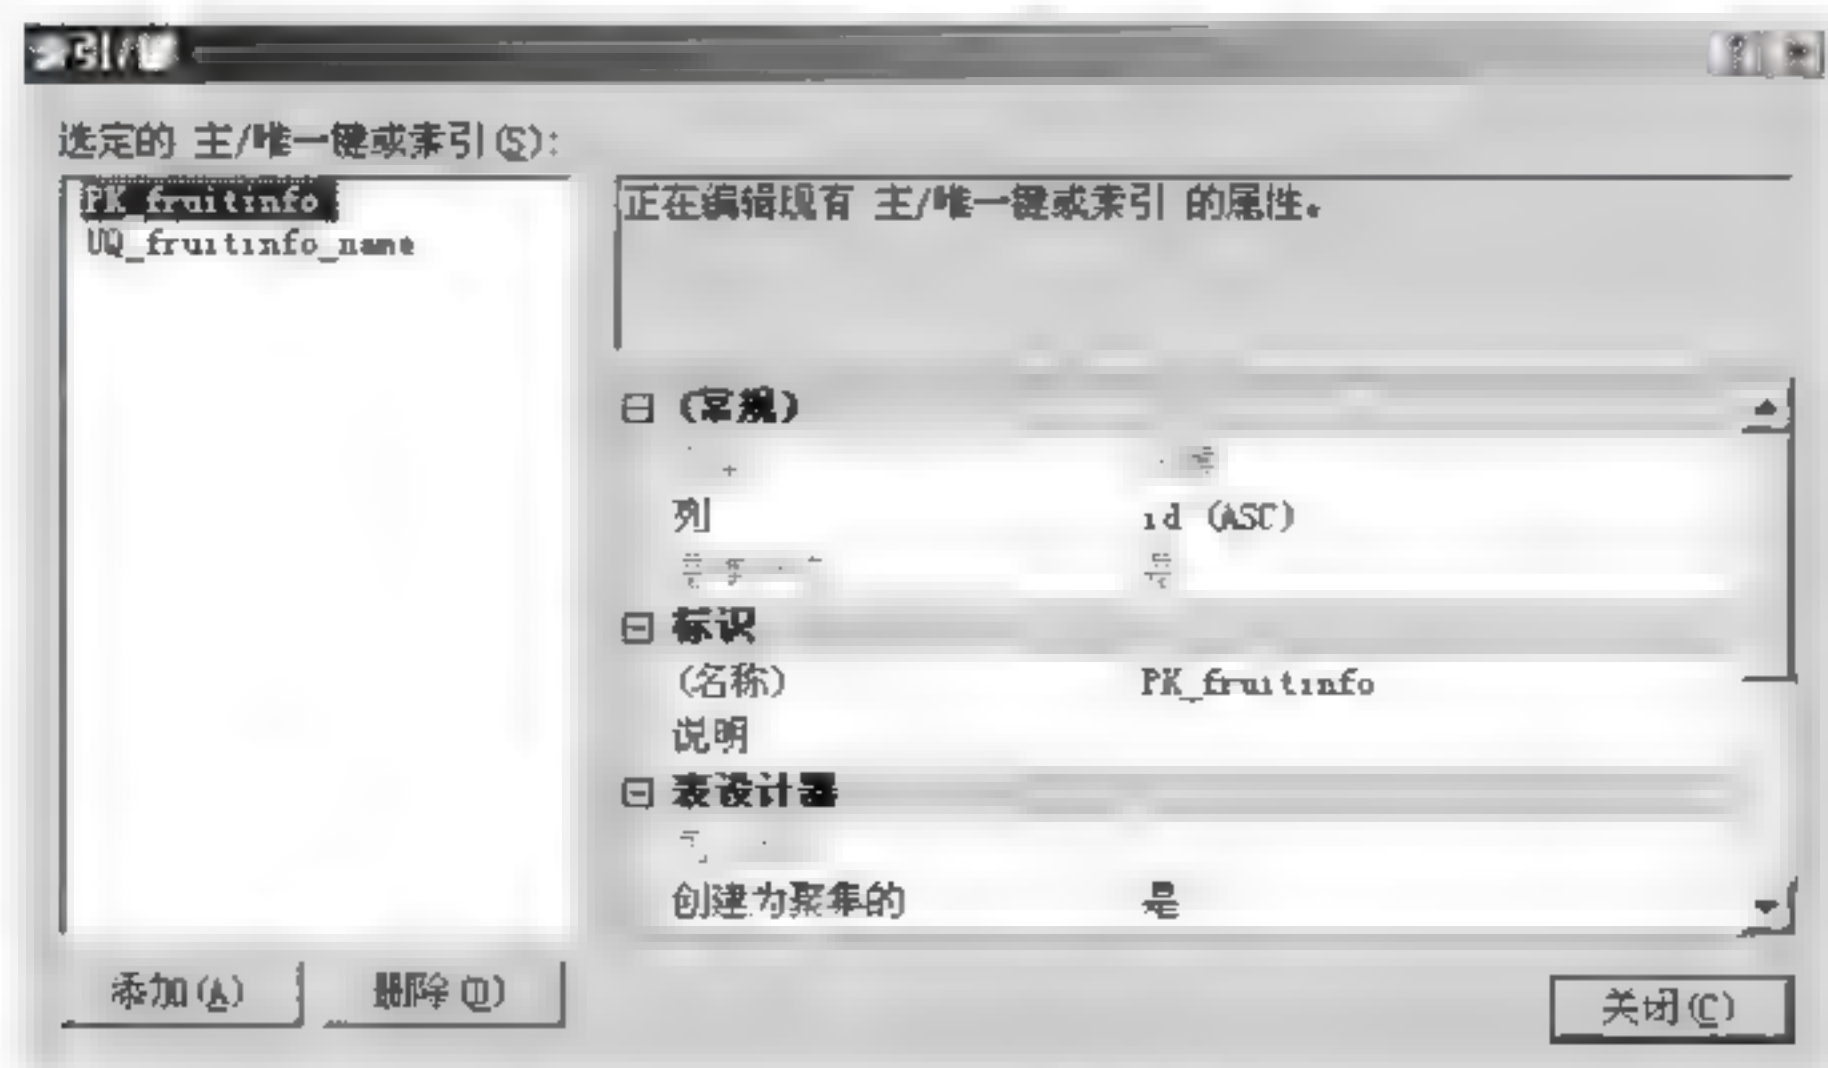 索引/键
选定的 主/唯一键或索引(S):
PK_fruitinfo
UQ_fruitinfo_name
正在编辑现有 主/唯一键或索引 的属性。
(常规)
列 id (ASC)
标识
(名称) PK_fruitinfo
说明
表设计器
创建为聚集的 是
添加(A) 删除(D)
关闭(C)